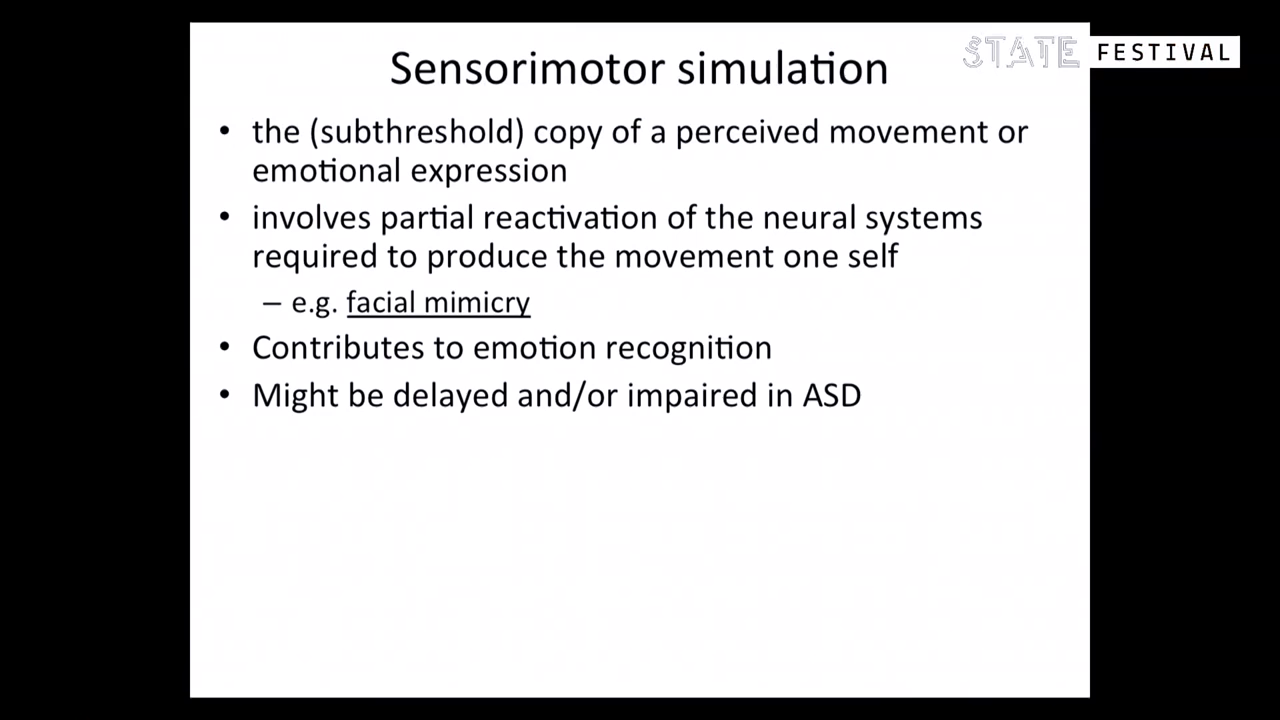 STATE FESTIVAL
Sensorimotor simulation
• the (subthreshold) copy of a perceived movement or
emotional expression
• involves partial reactivation of the neural systems
required to produce the movement one self
– e.g. facial mimicry
• Contributes to emotion recognition
• Might be delayed and/or impaired in ASD